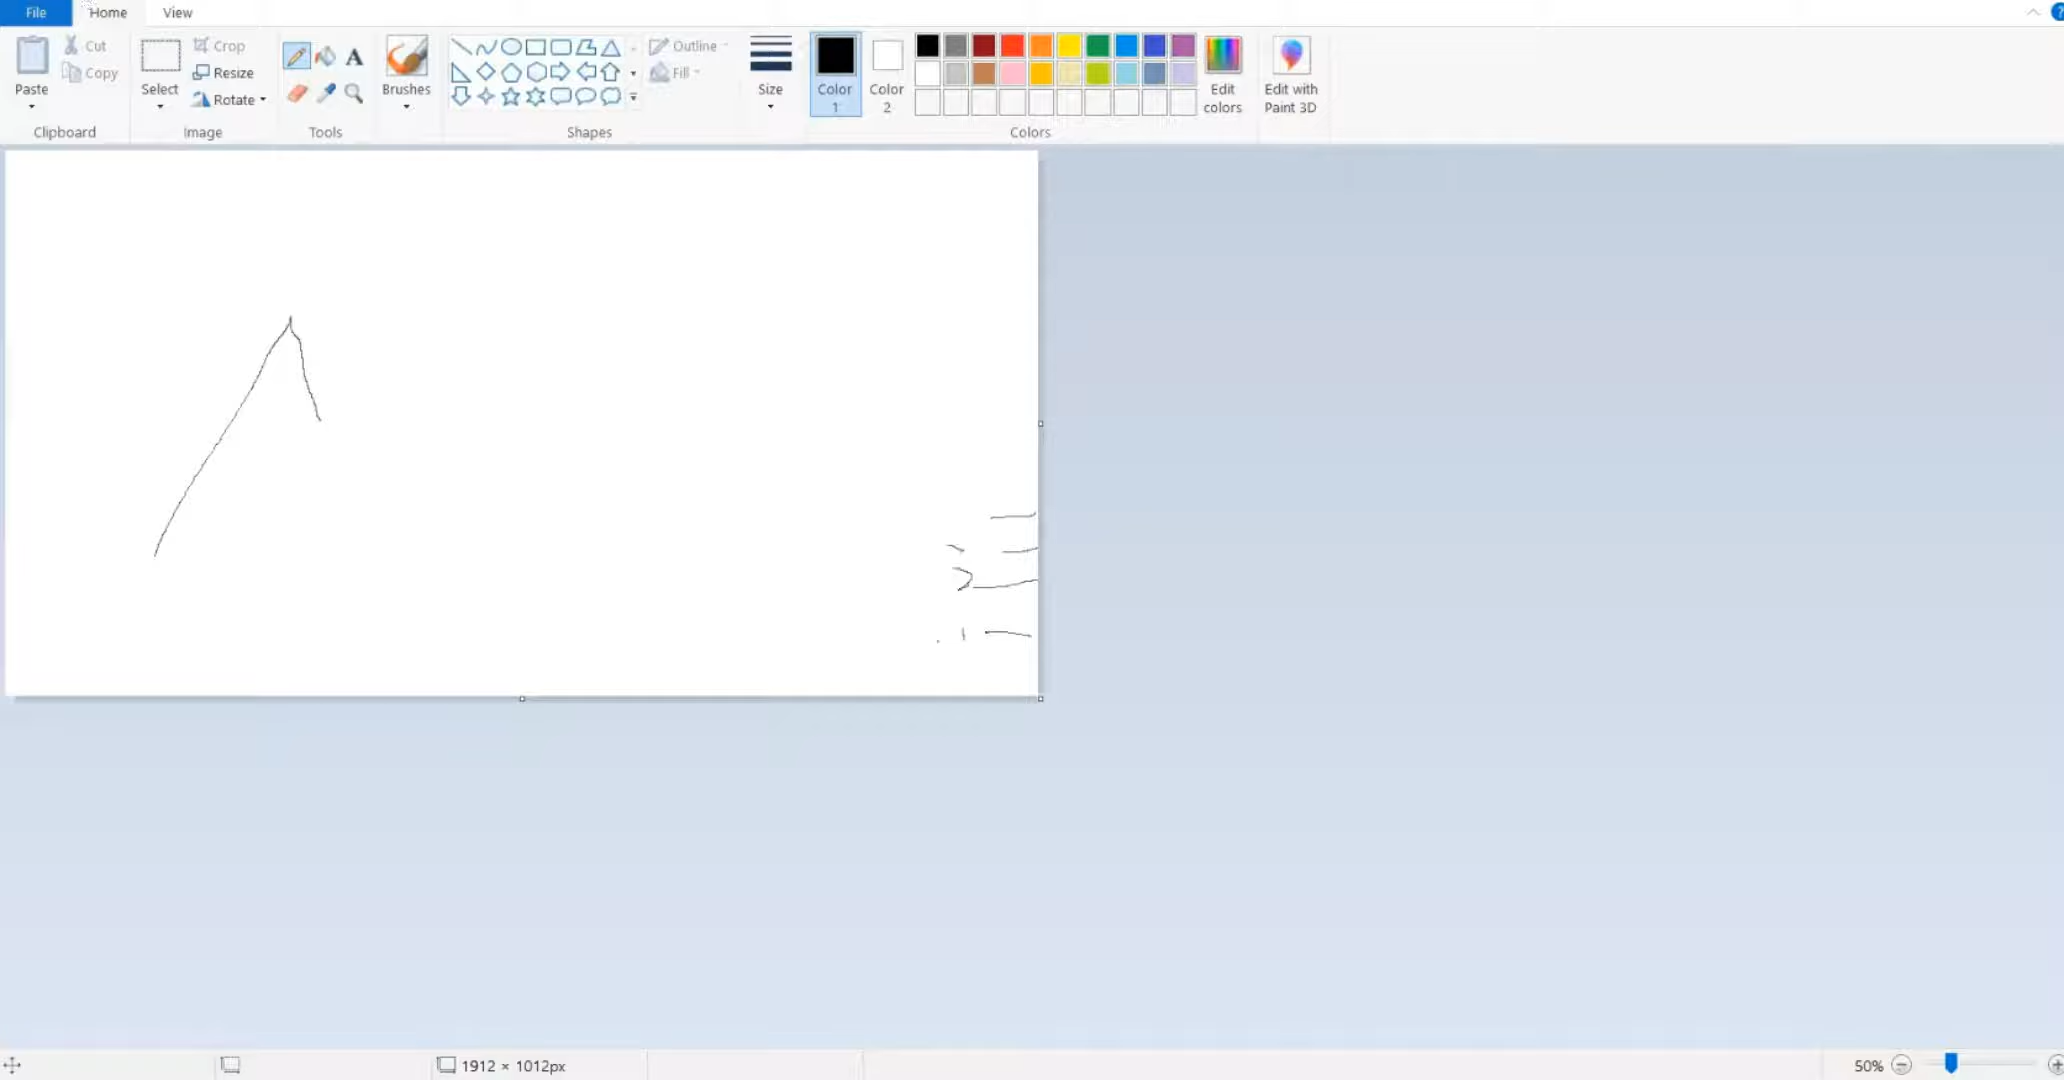 File Home View
Paste Cut Copy Select Crop Resize Rotate Brushes Outline Fill Size Color 1 Color 2 Edit colors Edit with Paint 3D
Clipboard Image Tools Shapes Colors
1912 × 1012px 50%